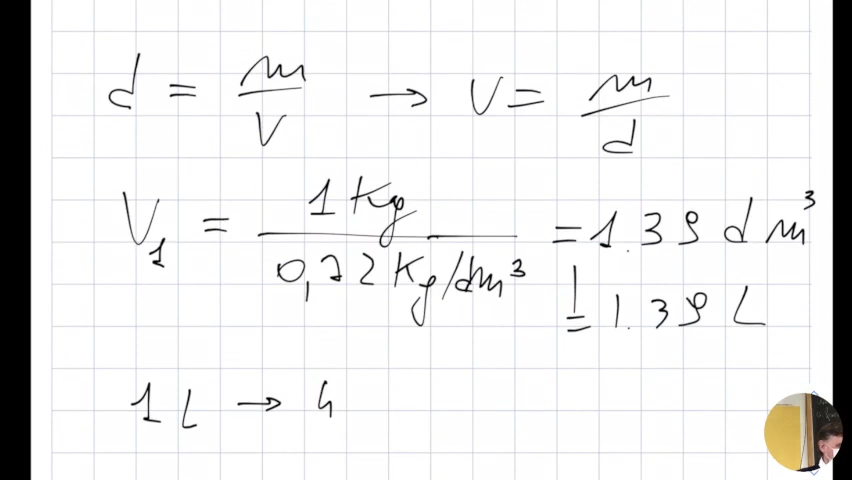 d = m/V → V = m/d
V₁ = 1 Kg / 0,72 Kg/dm³ = 1.39 dm³
= 1.39 L
1 L → 4